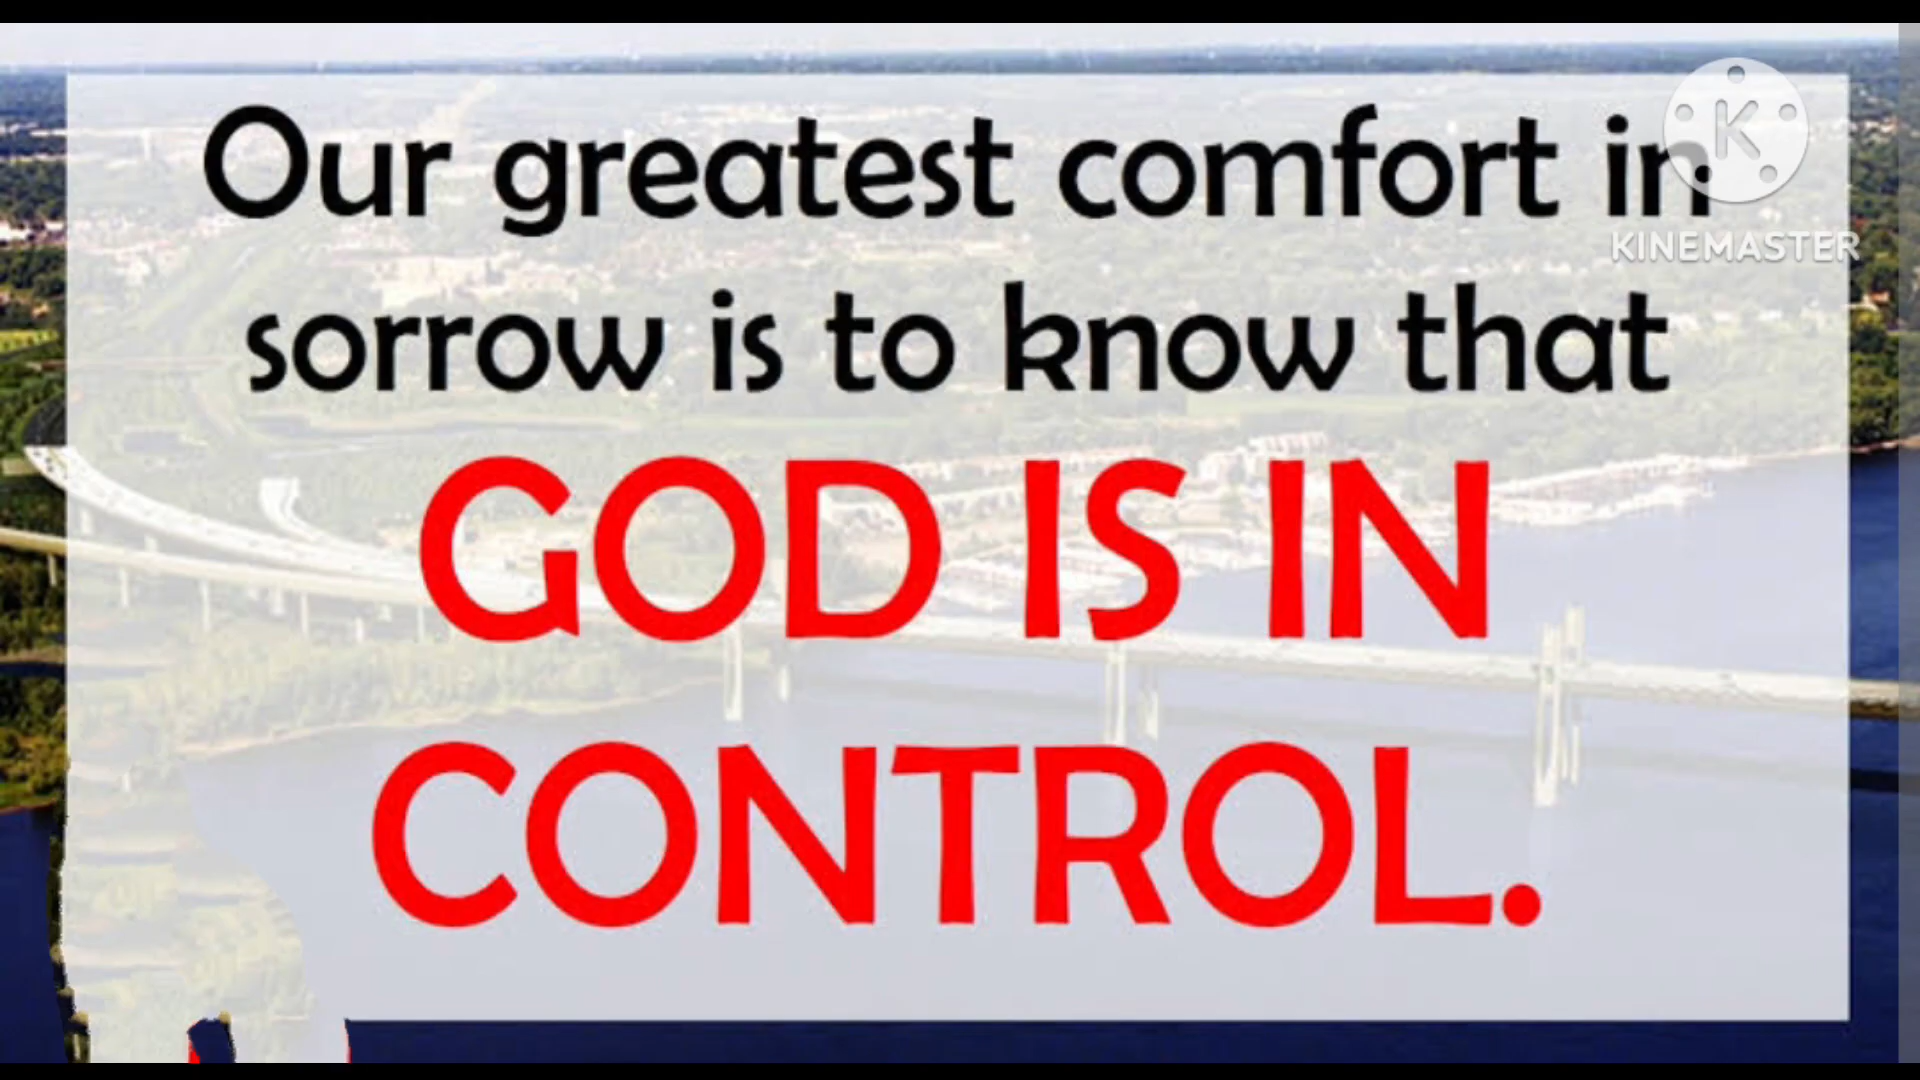 Our greatest comfort in
sorrow is to know that
GOD IS IN
CONTROL.
K
KINEMASTER